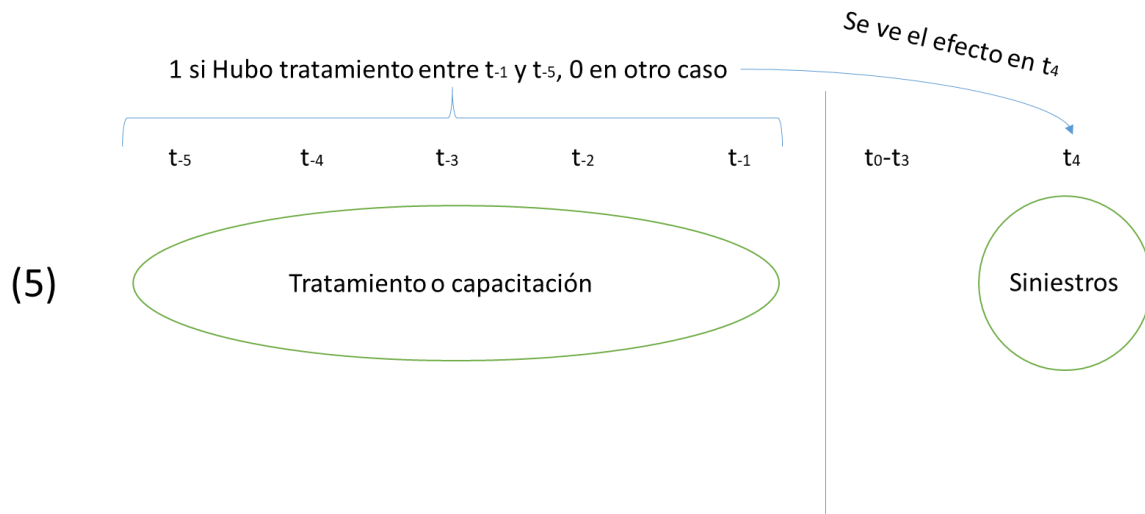 Se ve el efecto en t₄
1 si Hubo tratamiento entre t₋₁ y t₋₅, 0 en otro caso
t₋₅ t₋₄ t₋₃ t₋₂ t₋₁ t₀-t₃ t₄
(5) Tratamiento o capacitación Siniestros